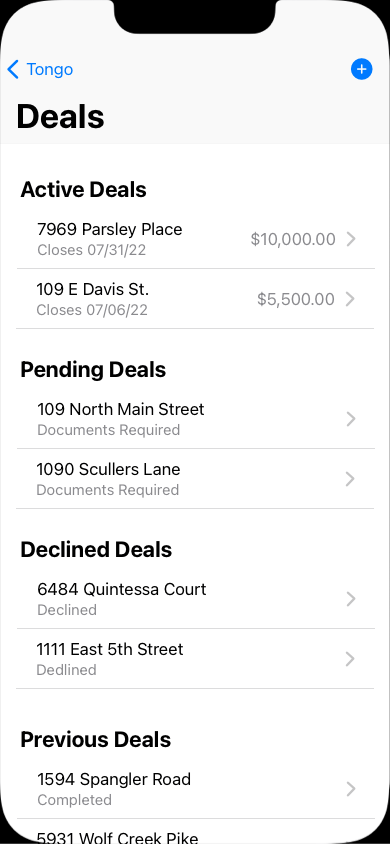 Tongo
Deals
Active Deals
7969 Parsley Place
$10,000.00
Closes 07/31/22
109 E Davis St.
$5,500.00
Closes 07/06/22
Pending Deals
109 North Main Street
Documents Required
1090 Scullers Lane
Documents Required
Declined Deals
6484 Quintessa Court
Declined
1111 East 5th Street
Dedlined
Previous Deals
1594 Spangler Road
Completed
5931 Wolf Creek Pike